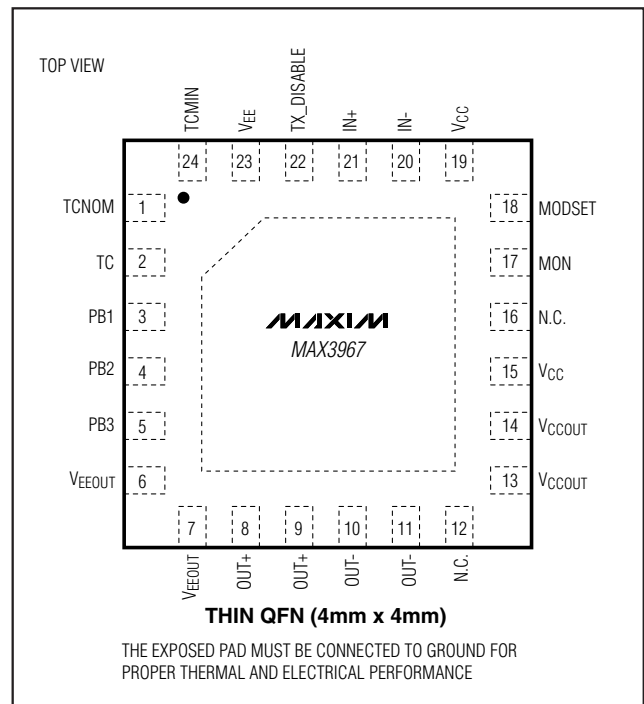 TOP VIEW
TCMIN
VEE
TX_DISABLE
IN+
IN-
VCC
24 23 22 21 20 19
TCNOM 1
18 MODSET
TC 2
17 MON
PB1 3
16 N.C.
PB2 4
15 VCC
PB3 5
14 VCCOUT
VEEOUT 6
13 VCCOUT
MAXIM
MAX3967
7 8 9 10 11 12
VEEOUT
OUT+
OUT+
OUT-
OUT-
N.C.
THIN QFN (4mm x 4mm)
THE EXPOSED PAD MUST BE CONNECTED TO GROUND FOR
PROPER THERMAL AND ELECTRICAL PERFORMANCE